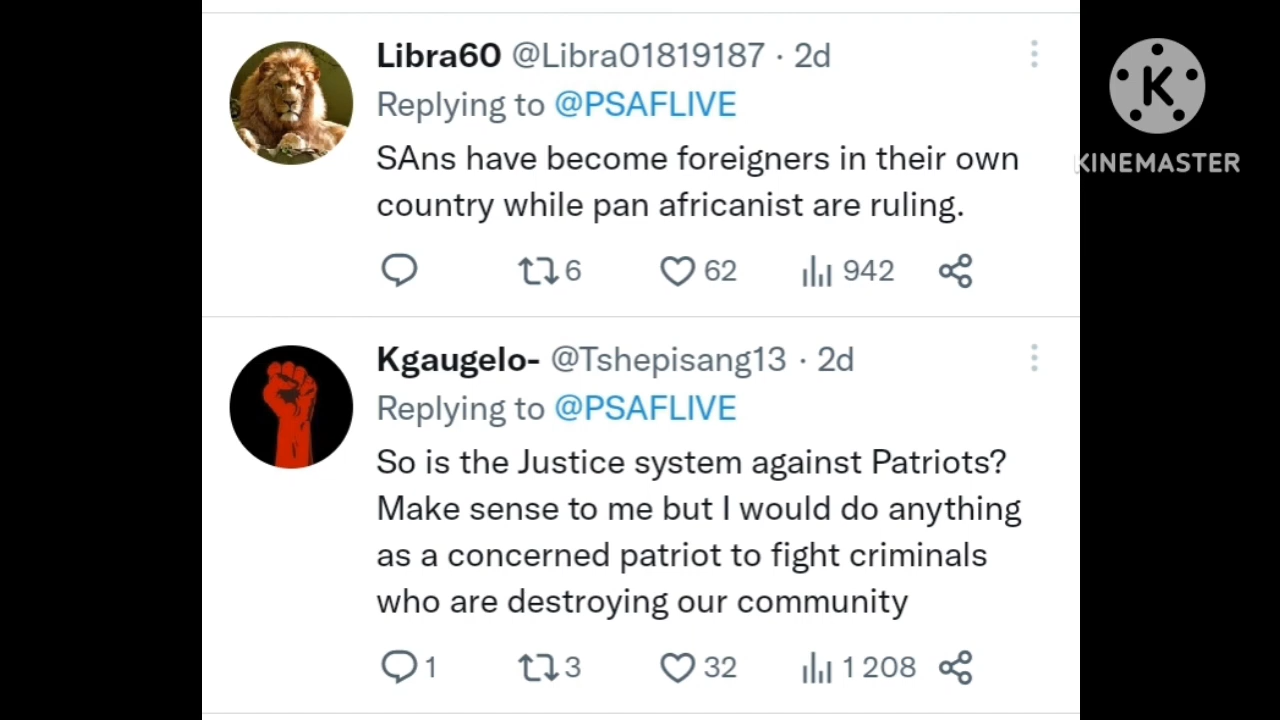 Libra60 @Libra01819187 · 2d
Replying to @PSAFLIVE
SAns have become foreigners in their own
country while pan africanist are ruling.
6 62 942
Kgaugelo- @Tshepisang13 · 2d
Replying to @PSAFLIVE
So is the Justice system against Patriots?
Make sense to me but I would do anything
as a concerned patriot to fight criminals
who are destroying our community
1 3 32 1 208
K
KINEMASTER